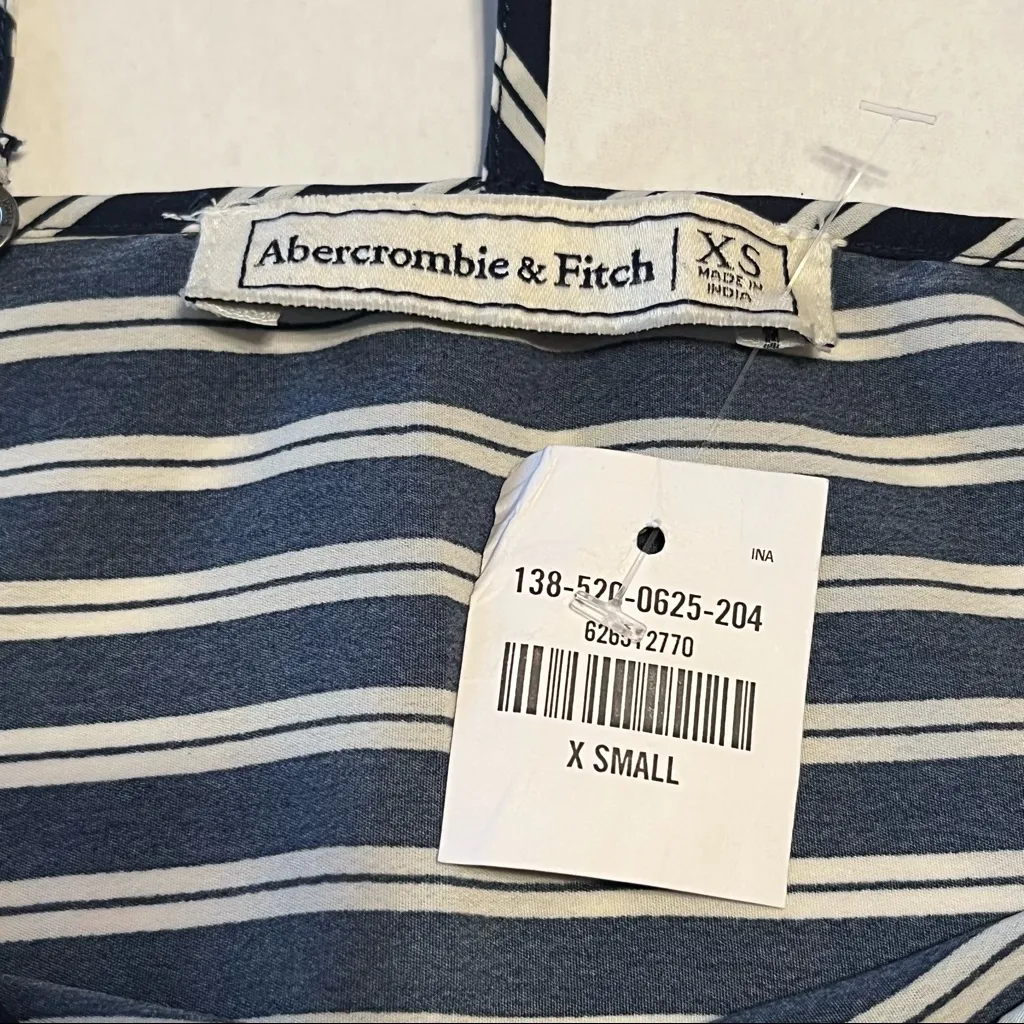 Abercrombie & Fitch
XS
MADE IN
INDIA
INA
138-520-0625-204
X SMALL